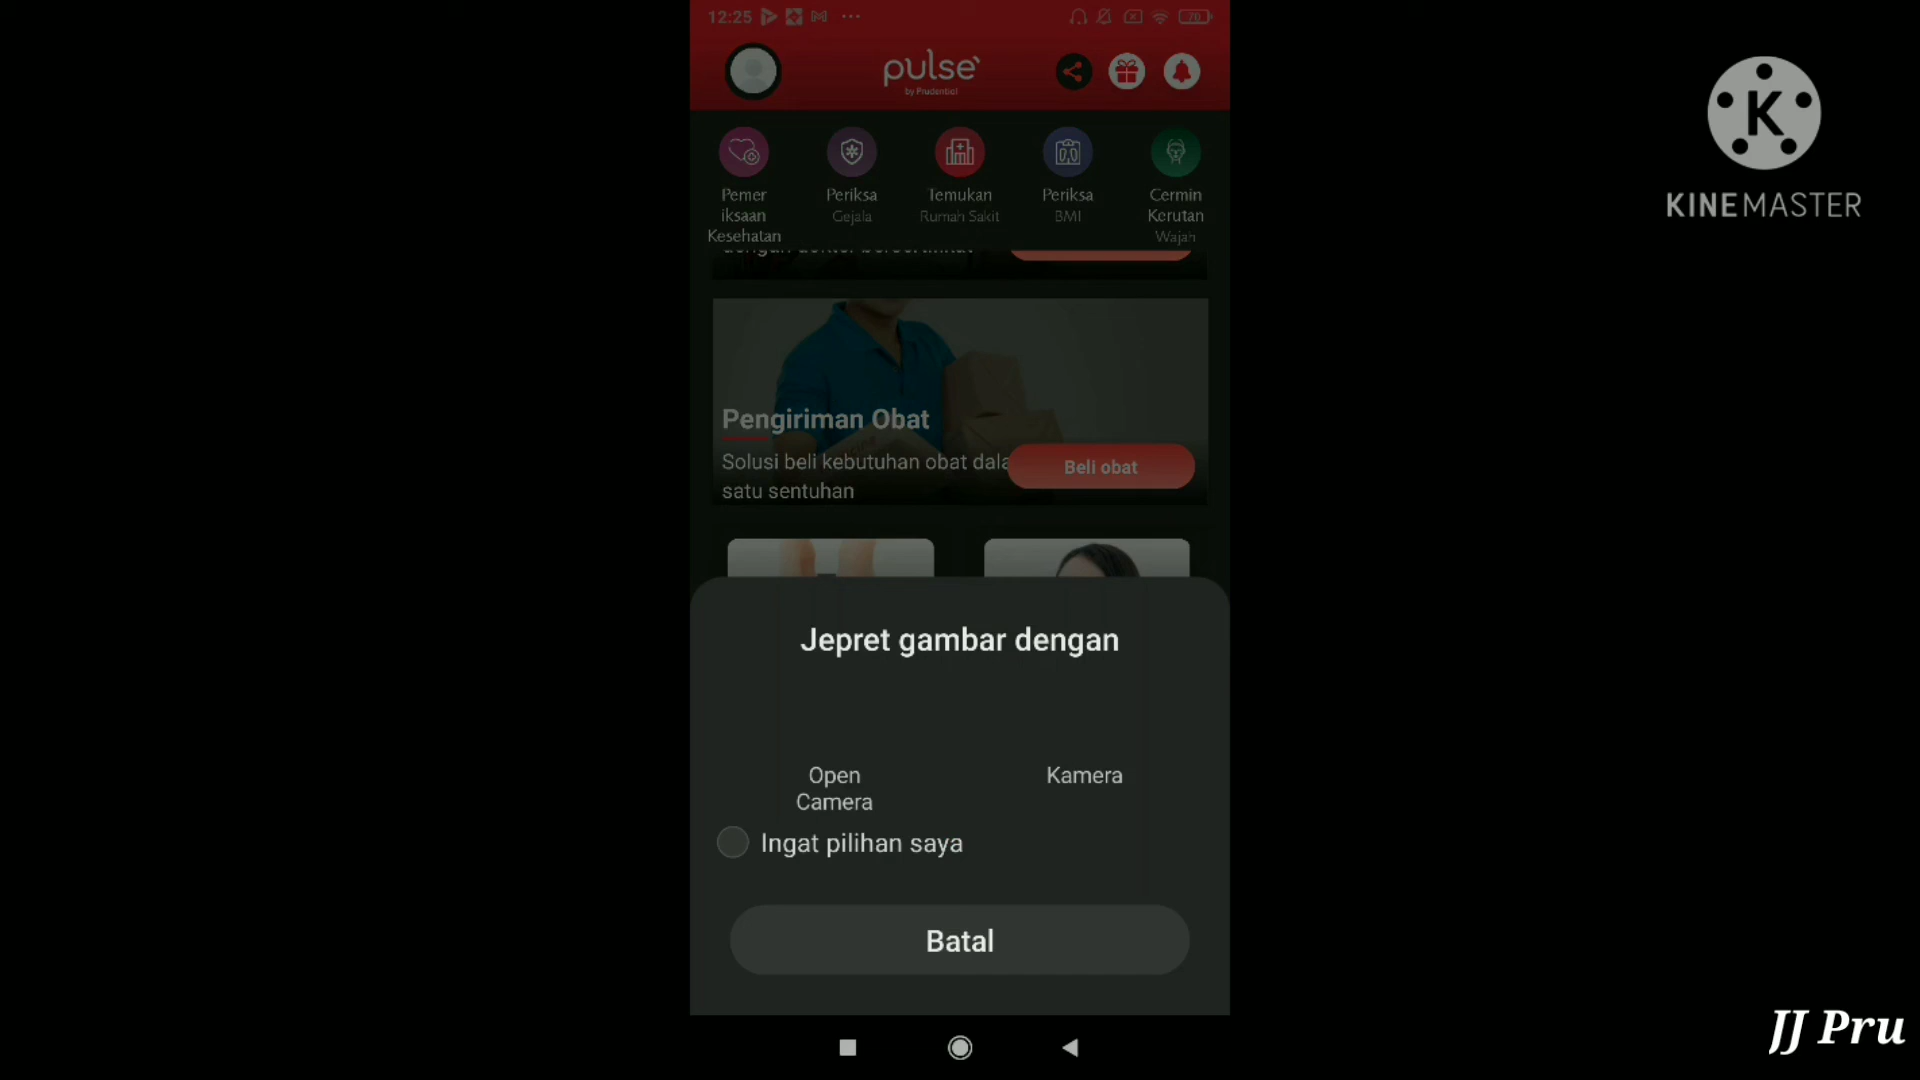 12:25
70
pulse
by Prudential
Pemer
iksaan
Kesehatan
Periksa
Gejala
Temukan
Rumah Sakit
Periksa
BMI
Cermin
Kerutan
Wajah
Pengiriman Obat
Solusi beli kebutuhan obat dala
satu sentuhan
Beli obat
Jepret gambar dengan
Open
Camera
Kamera
Ingat pilihan saya
Batal
K
KINEMASTER
JJ Pru